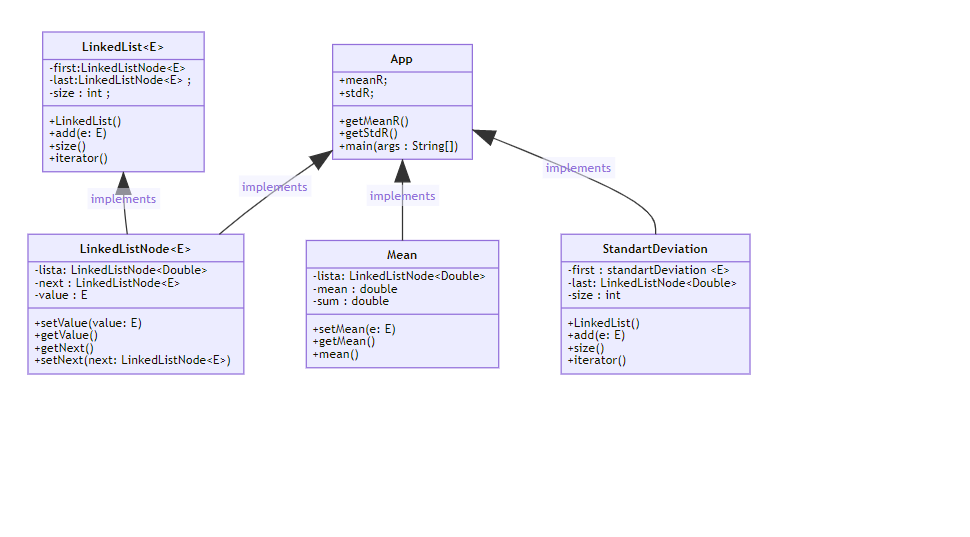 LinkedList<E>
-first:LinkedListNode<E>
-last:LinkedListNode<E> ;
-size : int ;
+LinkedList()
+add(e: E)
+size()
+iterator()
App
+meanR;
+stdR;
+getMeanR()
+getStdR()
+main(args : String[])
implements
implements
implements
implements
LinkedListNode<E>
-lista: LinkedListNode<Double>
-next : LinkedListNode<E>
-value : E
+setValue(value: E)
+getValue()
+getNext()
+setNext(next: LinkedListNode<E>)
Mean
-lista: LinkedListNode<Double>
-mean : double
-sum : double
+setMean(e: E)
+getMean()
+mean()
StandartDeviation
-first : standartDeviation <E>
-last: LinkedListNode<Double>
-size : int
+LinkedList()
+add(e: E)
+size()
+iterator()